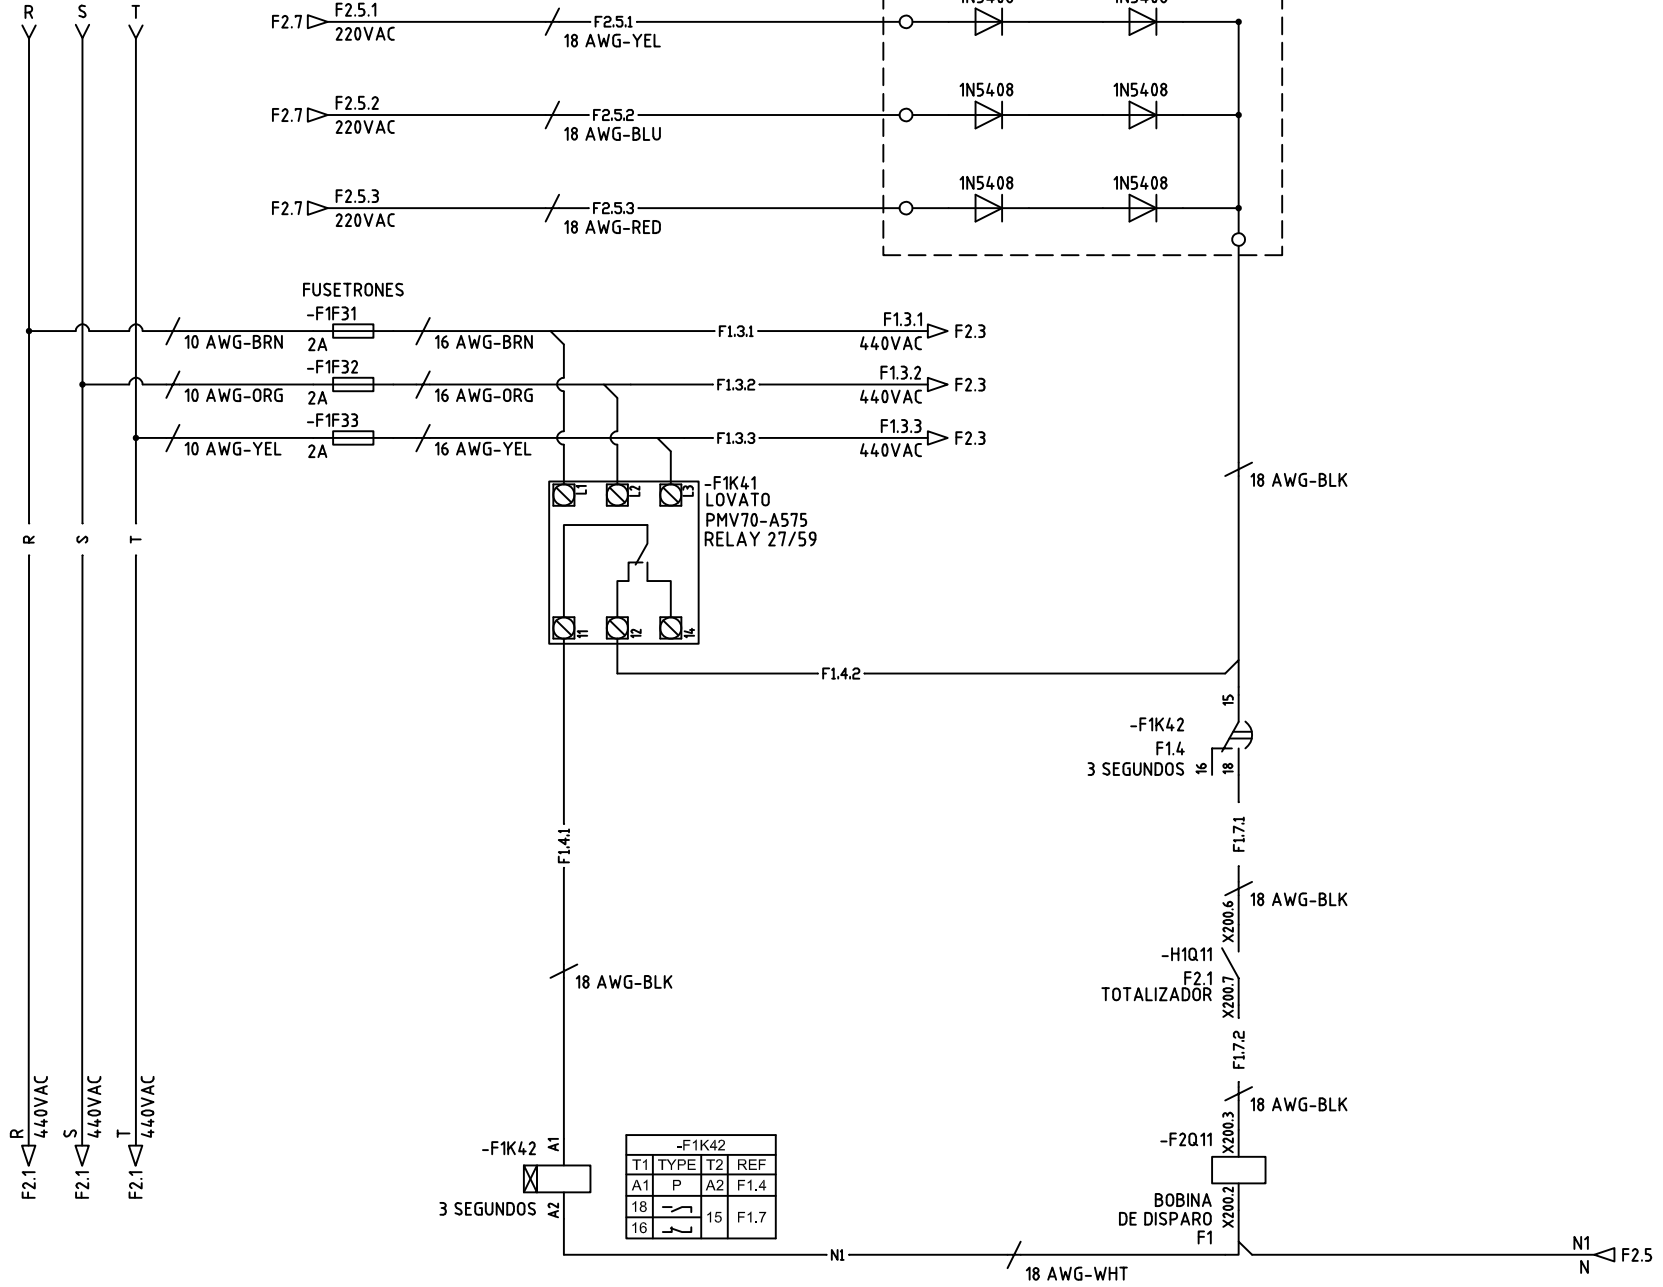 R S T
F2.7 F2.5.1 F2.5.1
220VAC 18 AWG-YEL
1N5408 1N5408
F2.7 F2.5.2 F2.5.2
220VAC 18 AWG-BLU
1N5408 1N5408
F2.7 F2.5.3 F2.5.3
220VAC 18 AWG-RED
FUSETRONES
-F1F31
10 AWG-BRN 2A 16 AWG-BRN F1.3.1 F1.3.1 F2.3
440VAC
-F1F32
10 AWG-ORG 2A 16 AWG-ORG F1.3.2 F1.3.2 F2.3
440VAC
-F1F33
10 AWG-YEL 2A 16 AWG-YEL F1.3.3 F1.3.3 F2.3
440VAC
18 AWG-BLK
L1 L2 L3
-F1K41
LOVATO
PMV70-A575
RELAY 27/59
R S T
11 12 14
F1.4.2
15
-F1K42
F1.4
3 SEGUNDOS
16 18
F1.4.1
F1.7.1
18 AWG-BLK
X200.6
-H1Q11
F2.1
TOTALIZADOR
X200.7
18 AWG-BLK
F1.7.2
18 AWG-BLK
X200.3
-F2Q11
X200.2
BOBINA
DE DISPARO
F1
R 440VAC F2.1
S 440VAC F2.1
T 440VAC F2.1
-F1K42 A1
3 SEGUNDOS A2
-F1K42
T1 TYPE T2 REF
A1 P A2 F1.4
18 15 F1.7
16
N1
18 AWG-WHT
N1 F2.5
N